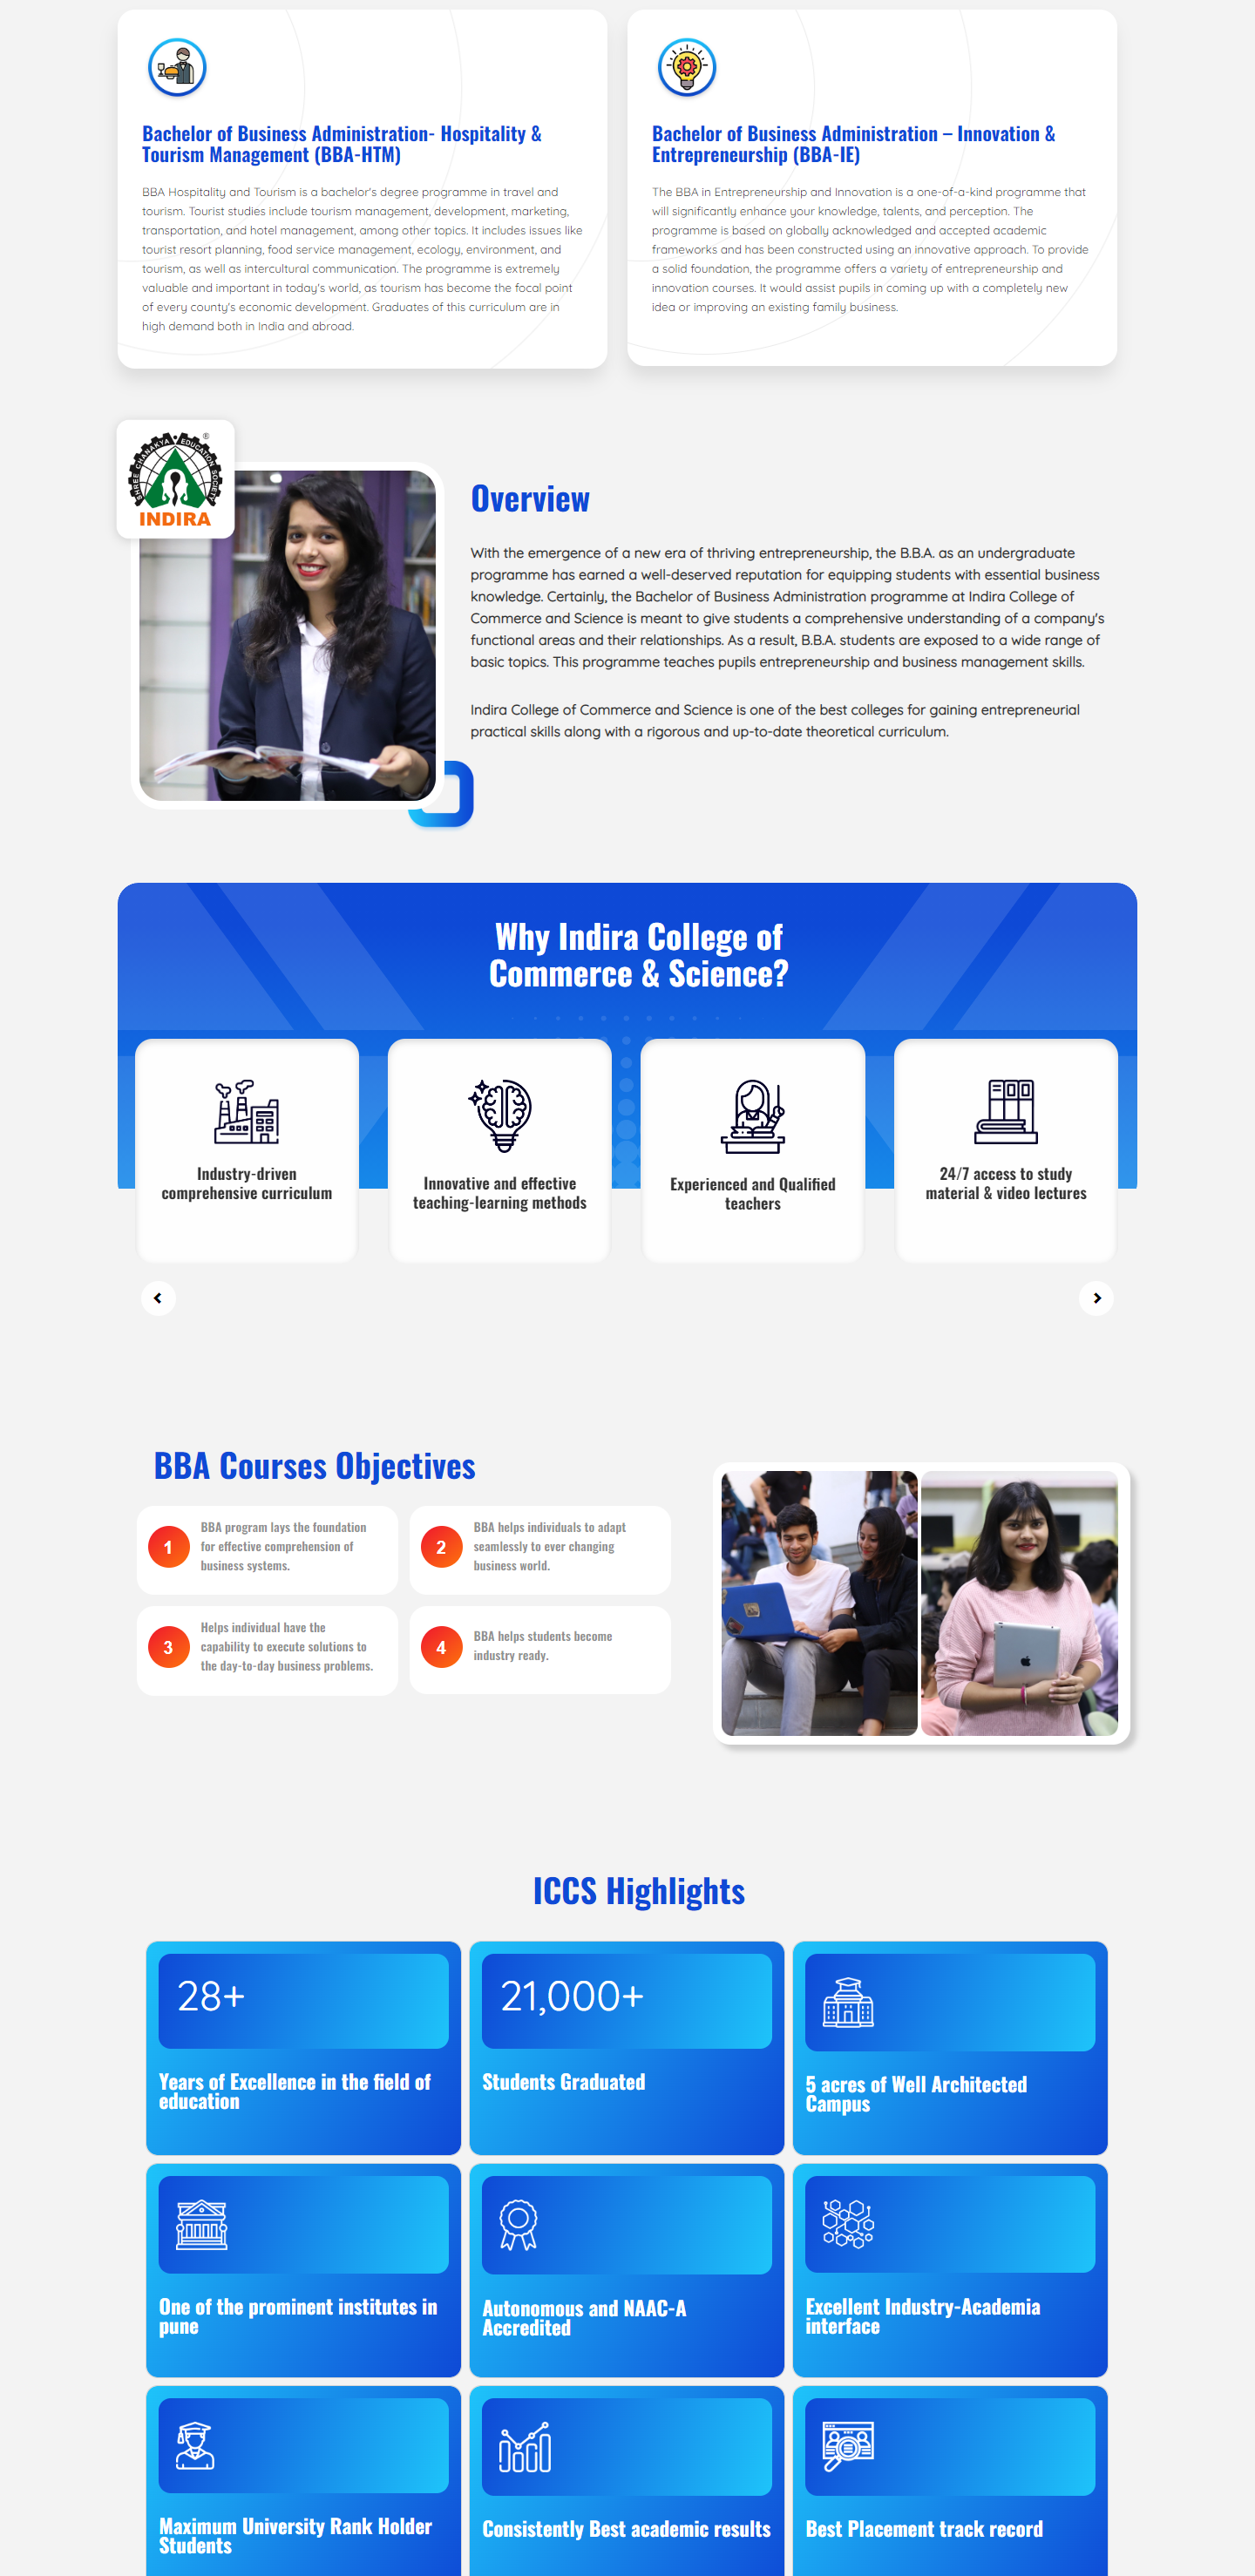 Bachelor of Business Administration- Hospitality &
Tourism Management (BBA-HTM)
BBA Hospitality and Tourism is a bachelor's degree programme in travel and
tourism. Tourist studies include tourism management, development, marketing,
transportation, and hotel management, among other topics. It includes issues like
tourist resort planning, food service management, ecology, environment, and
tourism, as well as intercultural communication. The programme is extremely
valuable and important in today's world, as tourism has become the focal point
of every county's economic development. Graduates of this curriculum are in
high demand both in India and abroad.
Bachelor of Business Administration – Innovation &
Entrepreneurship (BBA-IE)
The BBA in Entrepreneurship and Innovation is a one-of-a-kind programme that
will significantly enhance your knowledge, talents, and perception. The
programme is based on globally acknowledged and accepted academic
frameworks and has been constructed using an innovative approach. To provide
a solid foundation, the programme offers a variety of entrepreneurship and
innovation courses. It would assist pupils in coming up with a completely new
idea or improving an existing family business.
SHREE CHANAKYA EDUCATION SOCIETY
®
INDIRA
Overview
With the emergence of a new era of thriving entrepreneurship, the B.B.A. as an undergraduate
programme has earned a well-deserved reputation for equipping students with essential business
knowledge. Certainly, the Bachelor of Business Administration programme at Indira College of
Commerce and Science is meant to give students a comprehensive understanding of a company's
functional areas and their relationships. As a result, B.B.A. students are exposed to a wide range of
basic topics. This programme teaches pupils entrepreneurship and business management skills.
Indira College of Commerce and Science is one of the best colleges for gaining entrepreneurial
practical skills along with a rigorous and up-to-date theoretical curriculum.
Why Indira College of
Commerce & Science?
Industry-driven
comprehensive curriculum
Innovative and effective
teaching-learning methods
Experienced and Qualified
teachers
24/7 access to study
material & video lectures
BBA Courses Objectives
1
BBA program lays the foundation
for effective comprehension of
business systems.
2
BBA helps individuals to adapt
seamlessly to ever changing
business world.
3
Helps individual have the
capability to execute solutions to
the day-to-day business problems.
4
BBA helps students become
industry ready.
ICCS Highlights
28+
Years of Excellence in the field of
education
21,000+
Students Graduated
5 acres of Well Architected
Campus
One of the prominent institutes in
pune
Autonomous and NAAC-A
Accredited
Excellent Industry-Academia
interface
Maximum University Rank Holder
Students
Consistently Best academic results
Best Placement track record